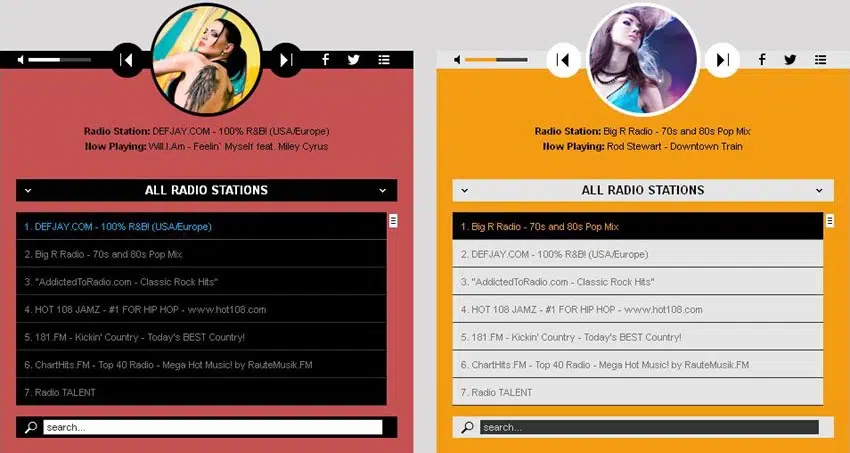 Radio Station: DEFJAY.COM - 100% R&B! (USA/Europe)
Now Playing: Will.I.Am - Feelin` Myself feat. Miley Cyrus
ALL RADIO STATIONS
1. DEFJAY.COM - 100% R&B! (USA/Europe)
2. Big R Radio - 70s and 80s Pop Mix
3. "AddictedToRadio.com - Classic Rock Hits"
4. HOT 108 JAMZ - #1 FOR HIP HOP - www.hot108.com
5. 181.FM - Kickin' Country - Today's BEST Country!
6. ChartHits.FM - Top 40 Radio - Mega Hot Music! by RauteMusik.FM
7. Radio TALENT
search...
Radio Station: Big R Radio - 70s and 80s Pop Mix
Now Playing: Rod Stewart - Downtown Train
ALL RADIO STATIONS
1. Big R Radio - 70s and 80s Pop Mix
2. DEFJAY.COM - 100% R&B! (USA/Europe)
3. "AddictedToRadio.com - Classic Rock Hits"
4. HOT 108 JAMZ - #1 FOR HIP HOP - www.hot108.com
5. 181.FM - Kickin' Country - Today's BEST Country!
6. ChartHits.FM - Top 40 Radio - Mega Hot Music! by RauteMusik.FM
7. Radio TALENT
search...